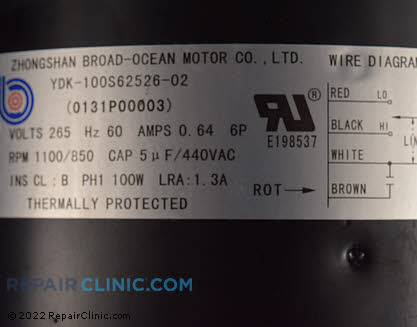 ZHONGSHAN BROAD-OCEAN MOTOR CO., LTD.
YDK-100S62526-02
(0131P00003)
VOLTS 265 Hz 60 AMPS 0.64 6P
RPM 1100/850 CAP 5μF/440VAC
INS CL: B PH1 100W LRA: 1.3A
THERMALLY PROTECTED
®
E198537
ROT
WIRE DIAGRAM
RED LO
BLACK HI
WHITE
BROWN
REPAIRCLINIC.COM
© 2022 RepairClinic.com